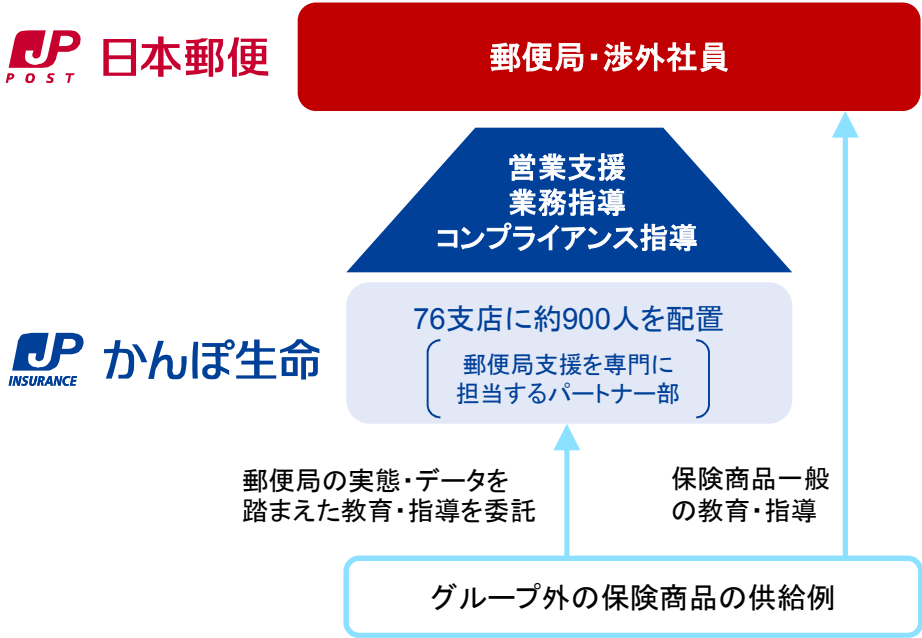 JP
POST
日本郵便
郵便局・渉外社員
営業支援
業務指導
コンプライアンス指導
JP
INSURANCE
かんぽ生命
76支店に約900人を配置
郵便局支援を専門に
担当するパートナー部
郵便局の実態・データを
踏まえた教育・指導を委託
保険商品一般
の教育・指導
グループ外の保険商品の供給例